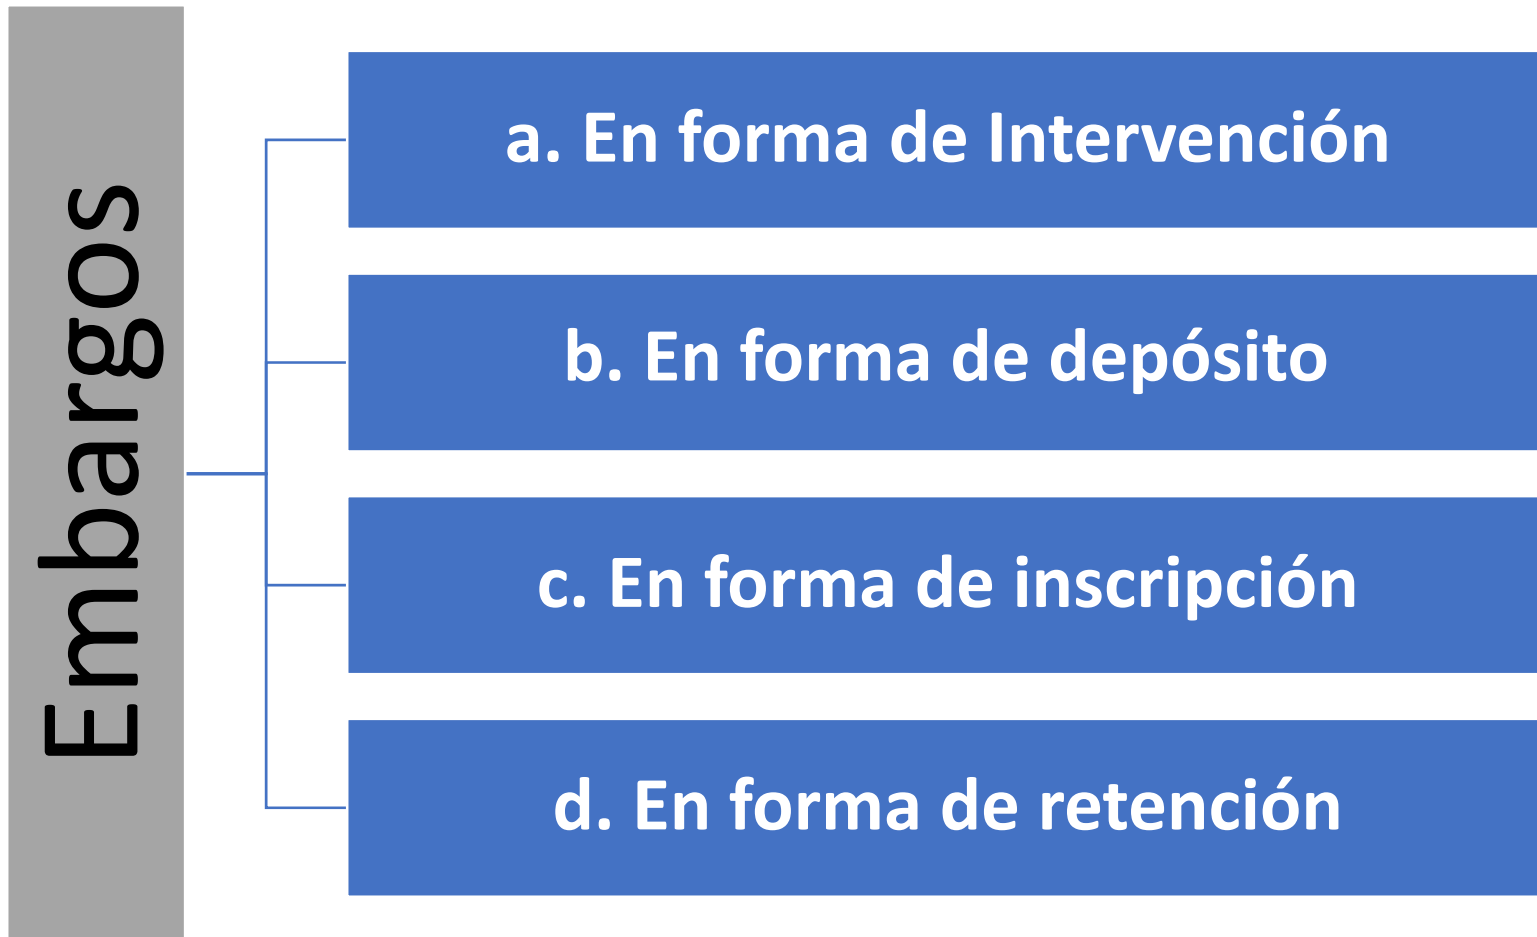 Embargos
a. En forma de Intervención
b. En forma de depósito
c. En forma de inscripción
d. En forma de retención